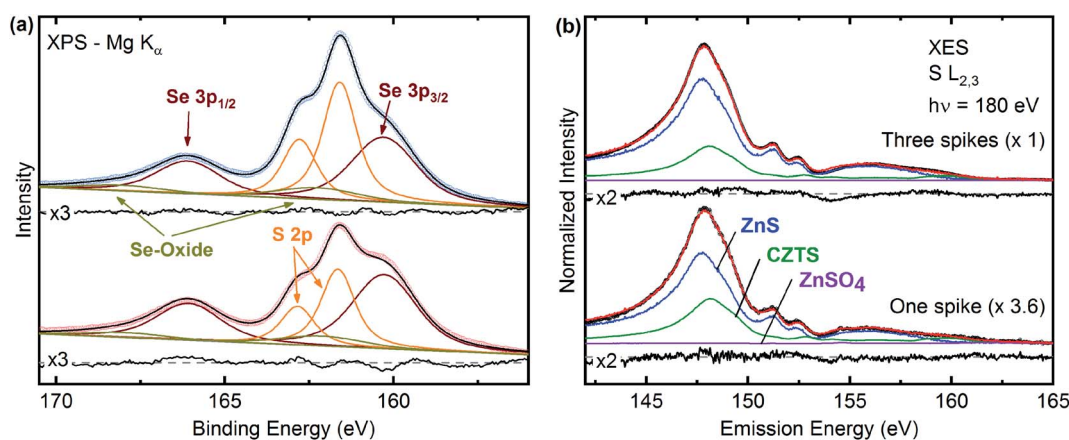 (a)
XPS - Mg Kα
Se 3p1/2
Se 3p3/2
x3
Se-Oxide
S 2p
x3
Intensity
170
165
160
Binding Energy (eV)
(b)
XES
S L2,3
hν = 180 eV
Three spikes (x 1)
x2
ZnS
CZTS
ZnSO4
One spike (x 3.6)
x2
Normalized Intensity
145
150
155
160
165
Emission Energy (eV)